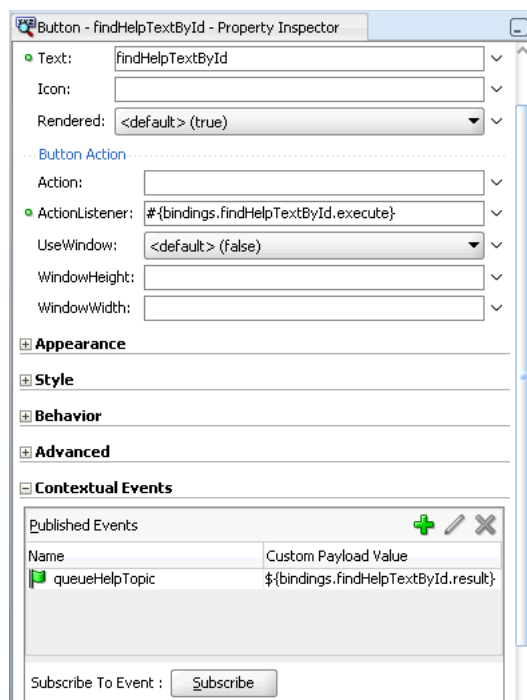 Button - findHelpTextById - Property Inspector
Text: findHelpTextById
Icon:
Rendered: <default> (true)
Button Action
Action:
ActionListener: #{bindings.findHelpTextById.execute}
UseWindow: <default> (false)
WindowHeight:
WindowWidth:
Appearance
Style
Behavior
Advanced
Contextual Events
Published Events
Name Custom Payload Value
queueHelpTopic ${bindings.findHelpTextById.result}
Subscribe To Event : Subscribe